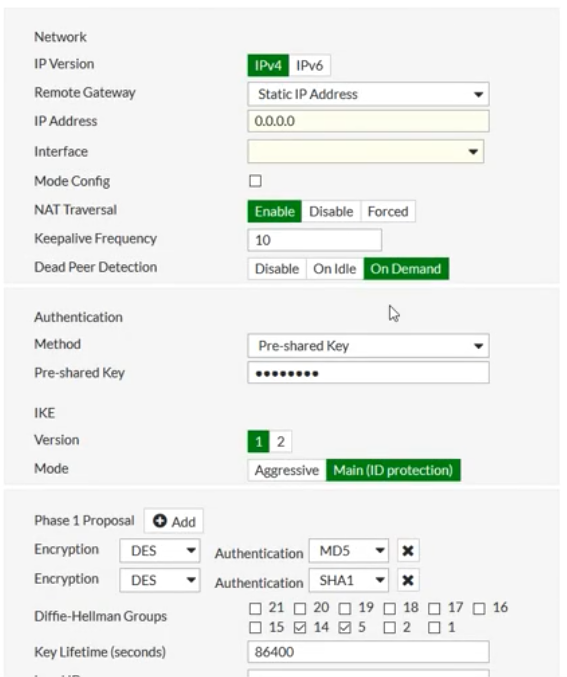 Network
IP Version IPv4 IPv6
Remote Gateway Static IP Address
IP Address 0.0.0.0
Interface
Mode Config
NAT Traversal Enable Disable Forced
Keepalive Frequency 10
Dead Peer Detection Disable On Idle On Demand
Authentication
Method Pre-shared Key
Pre-shared Key ••••••••
IKE
Version 1 2
Mode Aggressive Main (ID protection)
Phase 1 Proposal Add
Encryption DES Authentication MD5
Encryption DES Authentication SHA1
Diffie-Hellman Groups 21 20 19 18 17 16
15 14 5 2 1
Key Lifetime (seconds) 86400